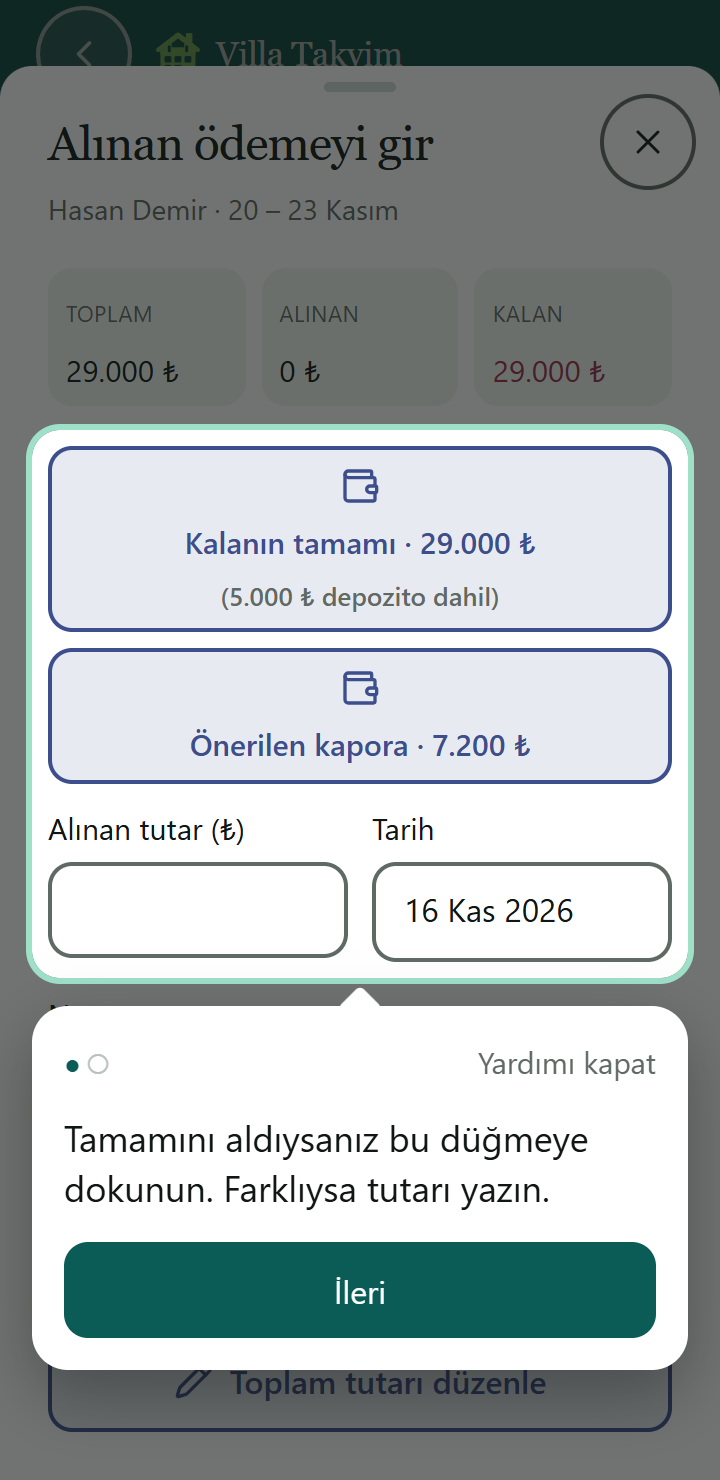 Villa Takvim
Alınan ödemeyi gir
Hasan Demir · 20 – 23 Kasım
TOPLAM
29.000 ₺
ALINAN
0 ₺
KALAN
29.000 ₺
Kalanın tamamı · 29.000 ₺
(5.000 ₺ depozito dahil)
Önerilen kapora · 7.200 ₺
Alınan tutar (₺)
Tarih
16 Kas 2026
Yardımı kapat
Tamamını aldıysanız bu düğmeye
dokunun. Farklıysa tutarı yazın.
İleri
Toplam tutarı düzenle